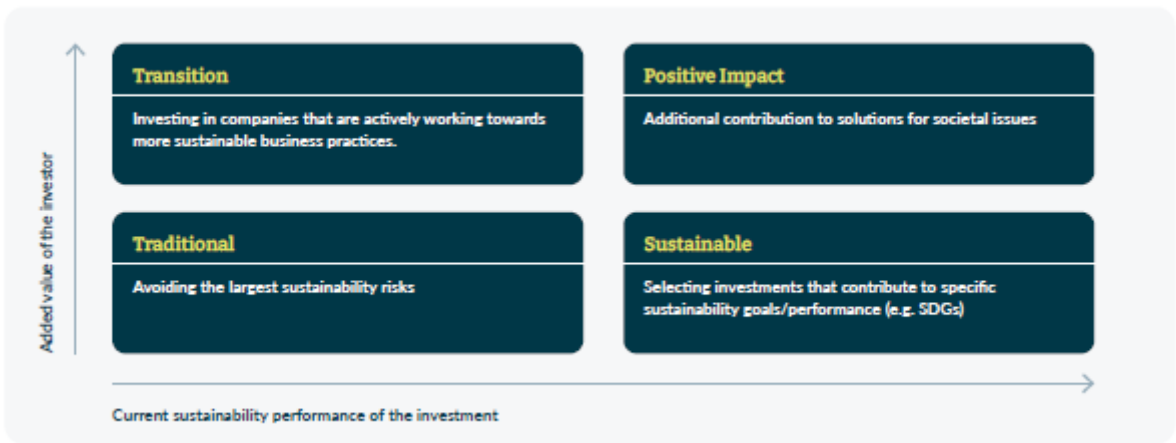 Transition
Investing in companies that are actively working towards
more sustainable business practices.
Positive Impact
Additional contribution to solutions for societal issues
Traditional
Avoiding the largest sustainability risks
Sustainable
Selecting investments that contribute to specific
sustainability goals/performance (e.g. SDGs)
Added value of the investor
Current sustainability performance of the investment